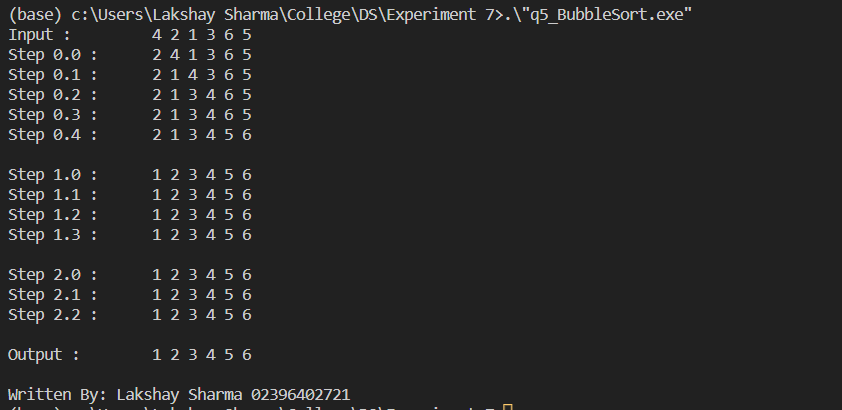 (base) c:\Users\Lakshay Sharma\College\DS\Experiment 7>.\"q5_BubbleSort.exe"
Input :         4 2 1 3 6 5
Step 0.0 :      2 4 1 3 6 5
Step 0.1 :      2 1 4 3 6 5
Step 0.2 :      2 1 3 4 6 5
Step 0.3 :      2 1 3 4 6 5
Step 0.4 :      2 1 3 4 5 6
Step 1.0 :      1 2 3 4 5 6
Step 1.1 :      1 2 3 4 5 6
Step 1.2 :      1 2 3 4 5 6
Step 1.3 :      1 2 3 4 5 6
Step 2.0 :      1 2 3 4 5 6
Step 2.1 :      1 2 3 4 5 6
Step 2.2 :      1 2 3 4 5 6
Output :        1 2 3 4 5 6
Written By: Lakshay Sharma 02396402721